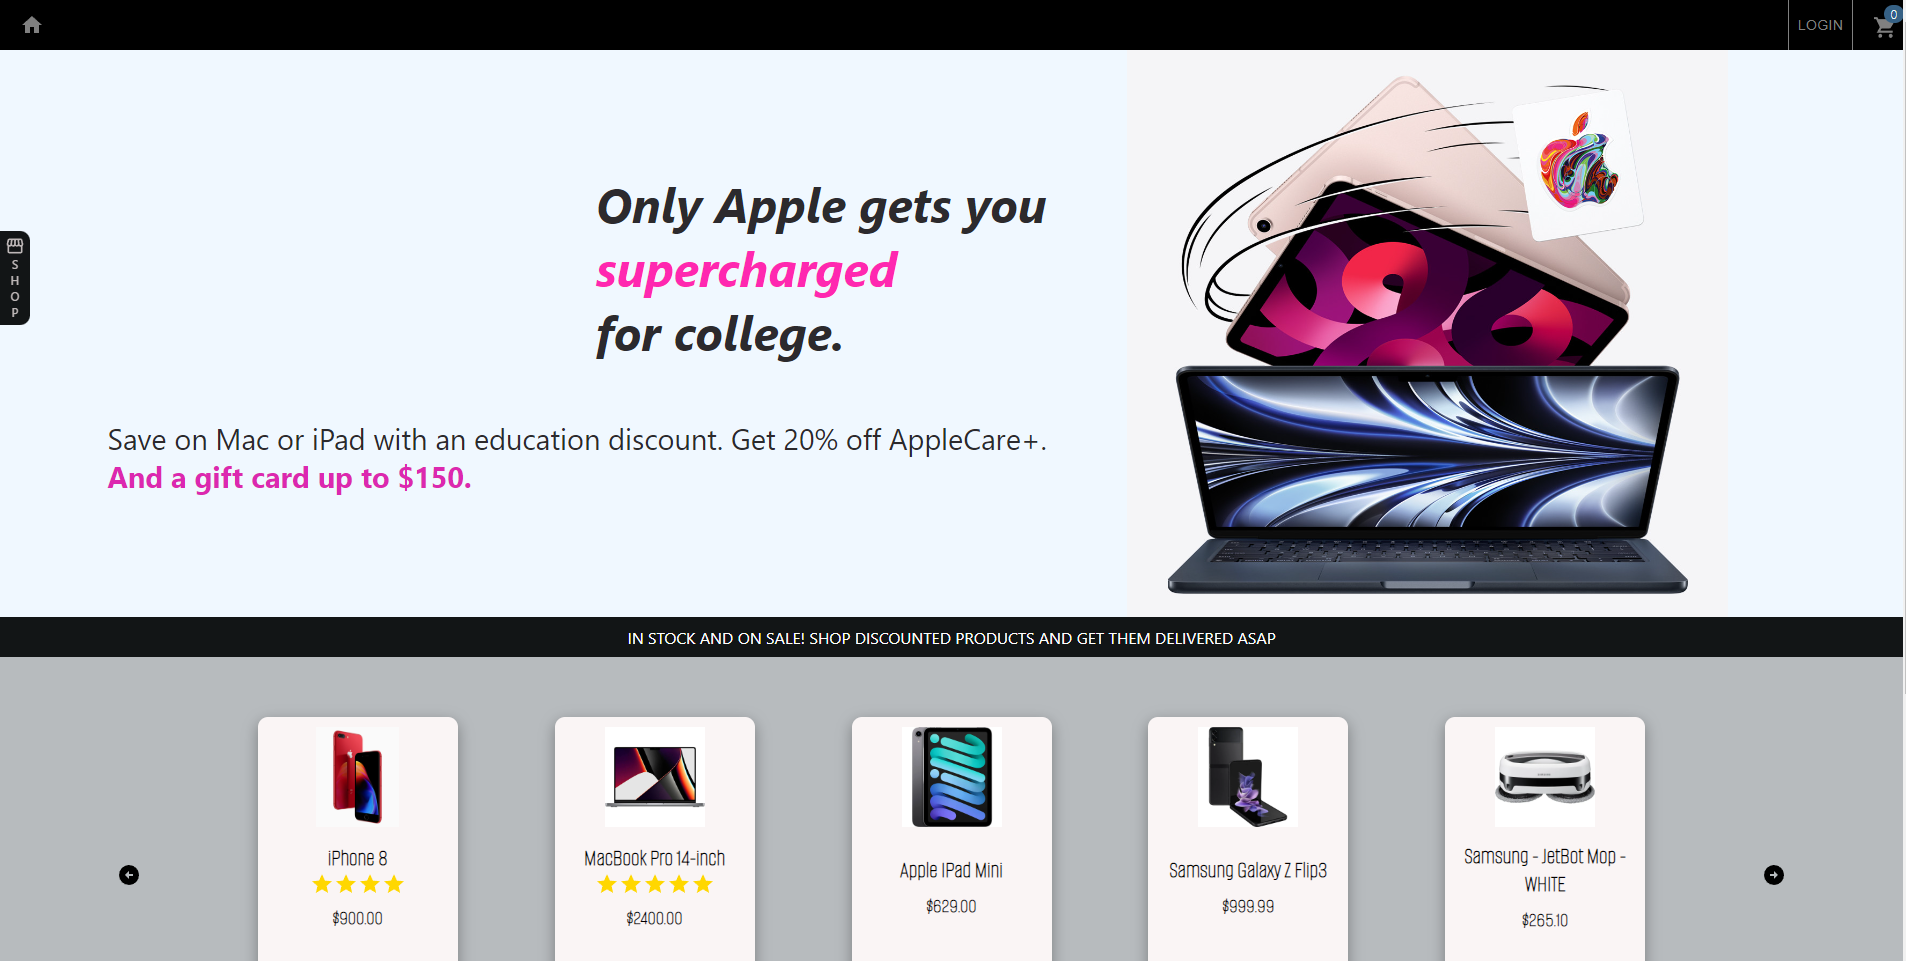 LOGIN
0
S
H
O
P
Only Apple gets you
supercharged
for college.
Save on Mac or iPad with an education discount. Get 20% off AppleCare+.
And a gift card up to $150.
IN STOCK AND ON SALE! SHOP DISCOUNTED PRODUCTS AND GET THEM DELIVERED ASAP
iPhone 8
$900.00
MacBook Pro 14-inch
$2400.00
Apple IPad Mini
$629.00
Samsung Galaxy Z Flip3
$999.99
Samsung - JetBot Mop -
WHITE
$265.10